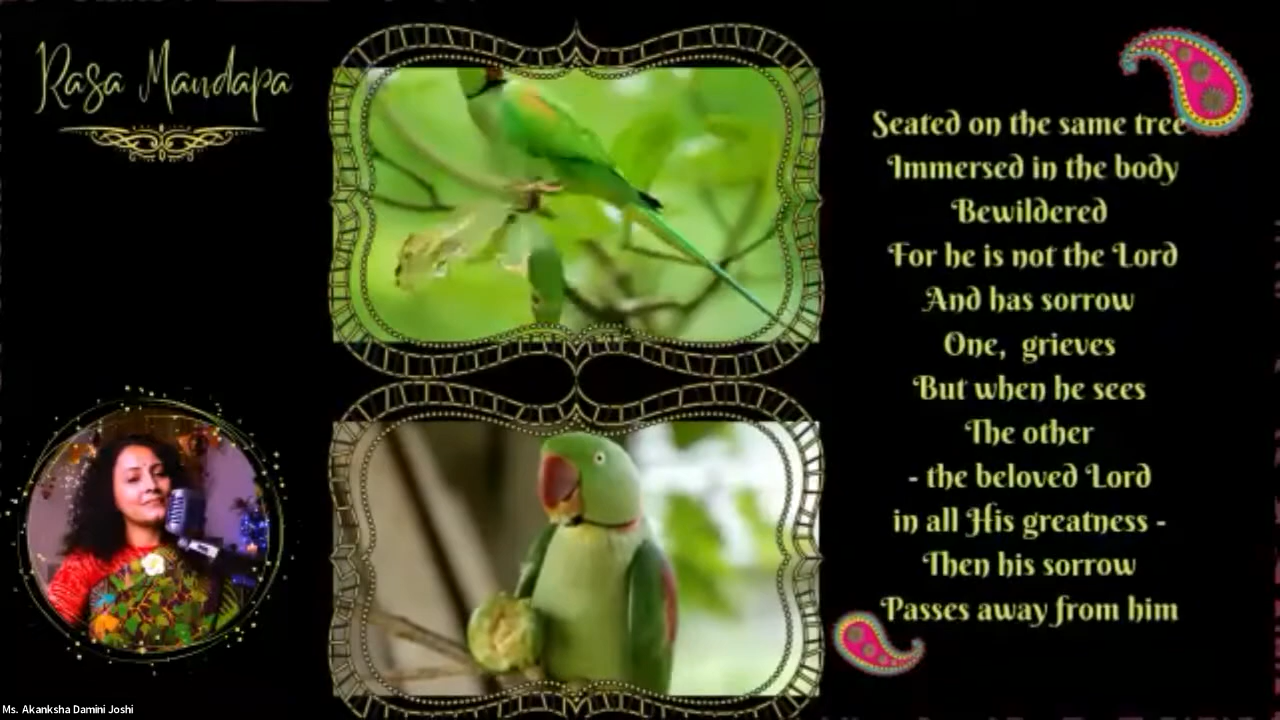 Rasa Mandapa
Seated on the same tree
Immersed in the body
Bewildered
For he is not the Lord
And has sorrow
One, grieves
But when he sees
The other
- the beloved Lord
in all His greatness -
Then his sorrow
Passes away from him
Ms. Akanksha Damini Joshi